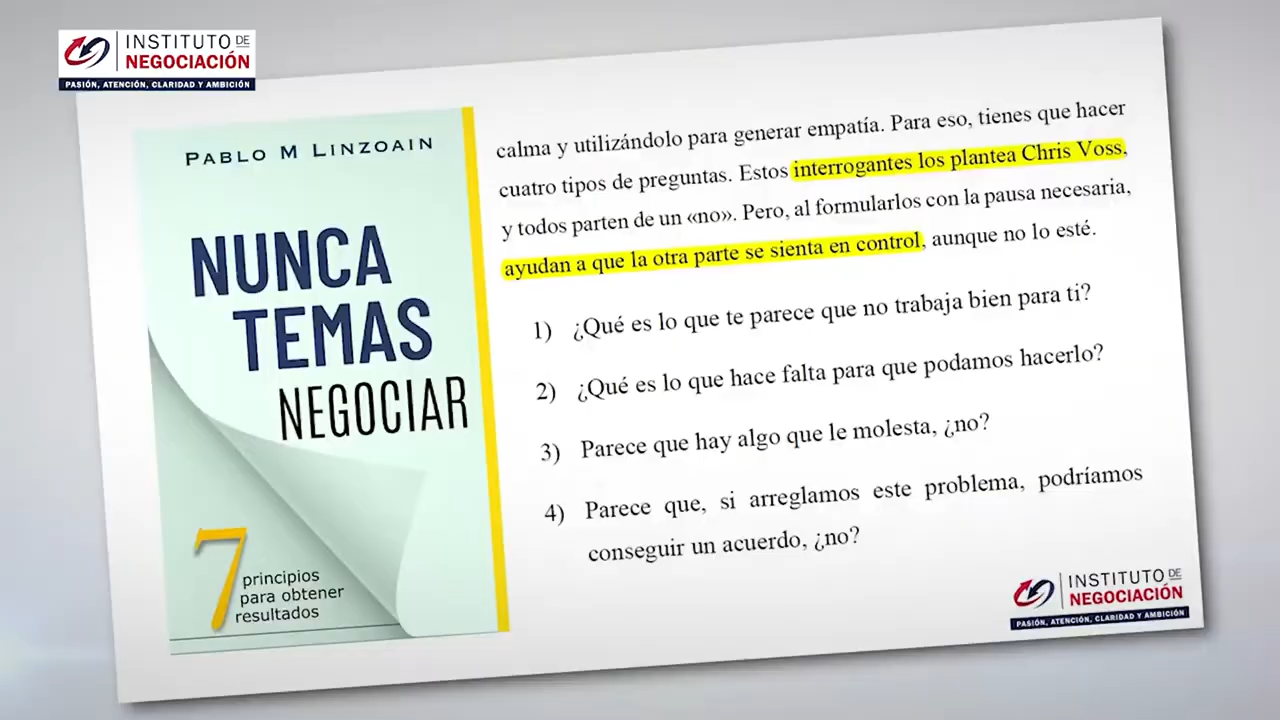 INSTITUTO DE
NEGOCIACIÓN
PASIÓN, ATENCIÓN, CLARIDAD Y AMBICIÓN
PABLO M LINZOAIN
NUNCA
TEMAS
NEGOCIAR
7
principios
para obtener
resultados
calma y utilizándolo para generar empatía. Para eso, tienes que hacer
cuatro tipos de preguntas. Estos interrogantes los plantea Chris Voss,
y todos parten de un «no». Pero, al formularlos con la pausa necesaria,
ayudan a que la otra parte se sienta en control, aunque no lo esté.
1) ¿Qué es lo que te parece que no trabaja bien para ti?
2) ¿Qué es lo que hace falta para que podamos hacerlo?
3) Parece que hay algo que le molesta, ¿no?
4) Parece que, si arreglamos este problema, podríamos
conseguir un acuerdo, ¿no?
INSTITUTO DE
NEGOCIACIÓN
PASIÓN, ATENCIÓN, CLARIDAD Y AMBICIÓN